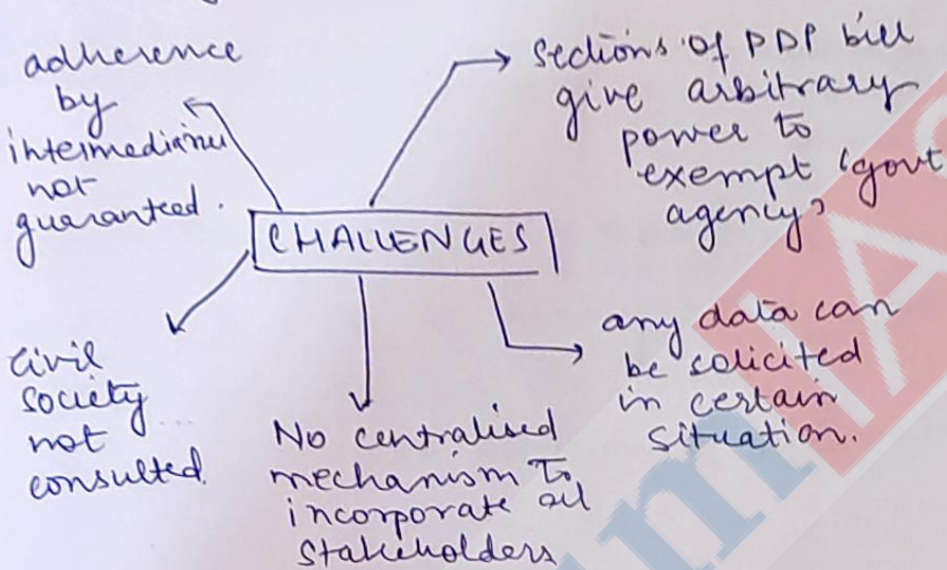 adherence
by
intermediaries
not
guaranteed.
Sections of PDP bill
give arbitrary
power to
exempt 'govt
agency'
CHALLENGES
Civil
society
not
consulted.
No centralised
mechanism to
incorporate all
stakeholders
any data can
be solicited
in certain
situation.